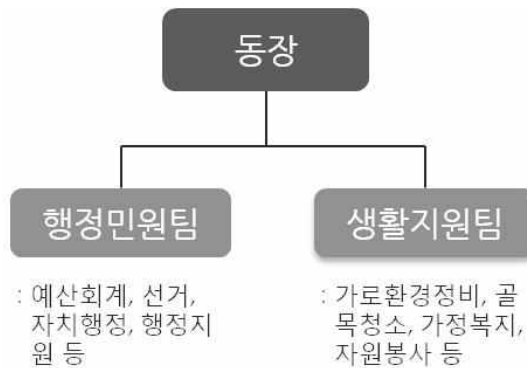 동장
행정민원팀
생활지원팀
: 예산회계, 선거,
자치행정, 행정지
원 등
: 가로환경정비, 골
목청소, 가정복지,
자원봉사 등